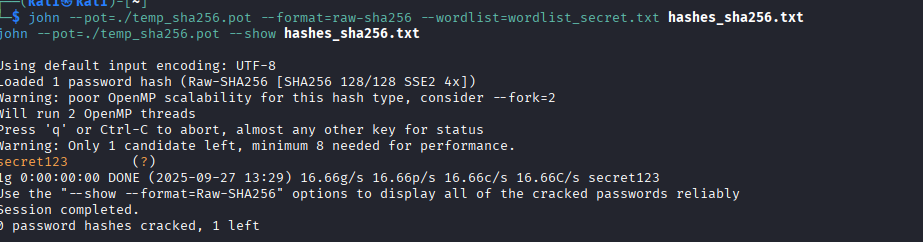 (kali㉿kali)-[~]
└─$ john --pot=./temp_sha256.pot --format=raw-sha256 --wordlist=wordlist_secret.txt hashes_sha256.txt
john --pot=./temp_sha256.pot --show hashes_sha256.txt
Using default input encoding: UTF-8
Loaded 1 password hash (Raw-SHA256 [SHA256 128/128 SSE2 4x])
Warning: poor OpenMP scalability for this hash type, consider --fork=2
Will run 2 OpenMP threads
Press 'q' or Ctrl-C to abort, almost any other key for status
Warning: Only 1 candidate left, minimum 8 needed for performance.
secret123        (?)
1g 0:00:00:00 DONE (2025-09-27 13:29) 16.66g/s 16.66p/s 16.66c/s 16.66C/s secret123
Use the "--show --format=Raw-SHA256" options to display all of the cracked passwords reliably
Session completed.
0 password hashes cracked, 1 left